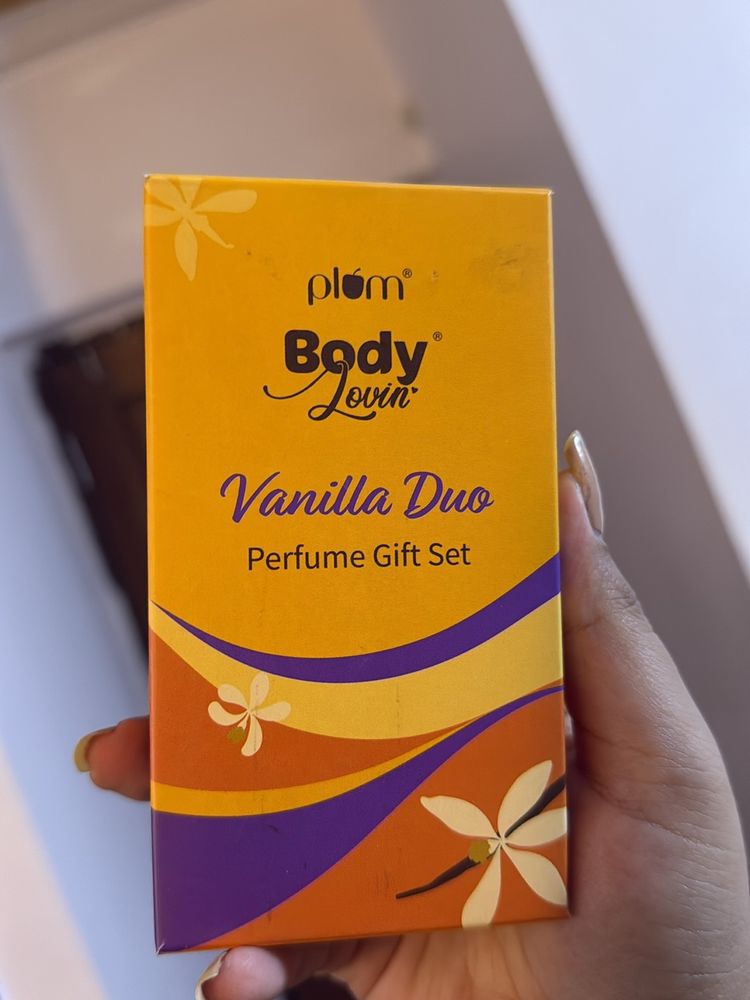 plum®
Body®
Lovin'
Vanilla Duo
Perfume Gift Set